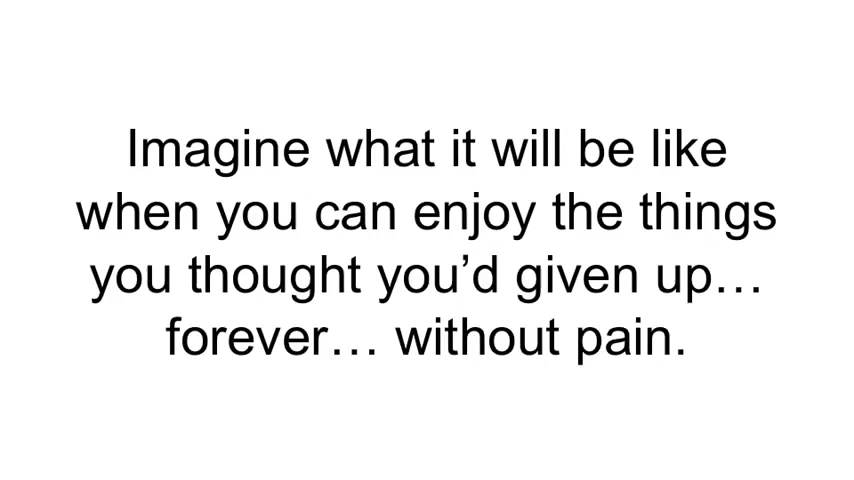 Imagine what it will be like
when you can enjoy the things
you thought you’d given up…
forever… without pain.